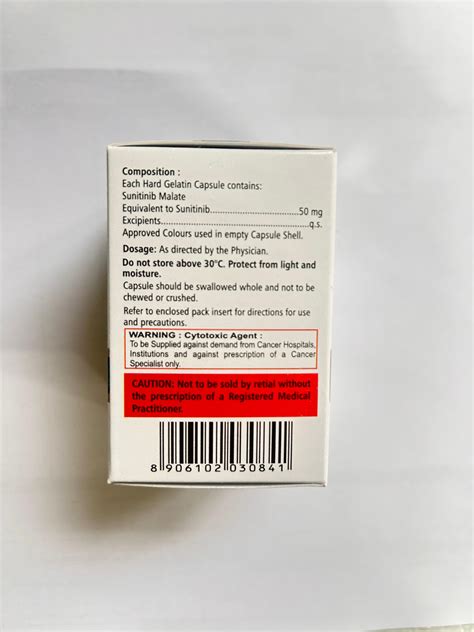 Composition :
Each Hard Gelatin Capsule contains:
Sunitinib Malate
Equivalent to Sunitinib..............................50 mg
Excipients.................................................q.s.
Approved Colours used in empty Capsule Shell.
Dosage: As directed by the Physician.
Do not store above 30°C. Protect from light and
moisture.
Capsule should be swallowed whole and not to be
chewed or crushed.
Refer to enclosed pack insert for directions for use
and precautions.
WARNING : Cytotoxic Agent :
To be Supplied against demand from Cancer Hospitals,
Institutions and against prescription of a Cancer
Specialist only.
CAUTION: Not to be sold by retial without
the prescription of a Registered Medical
Practitioner.
8 906102 030841